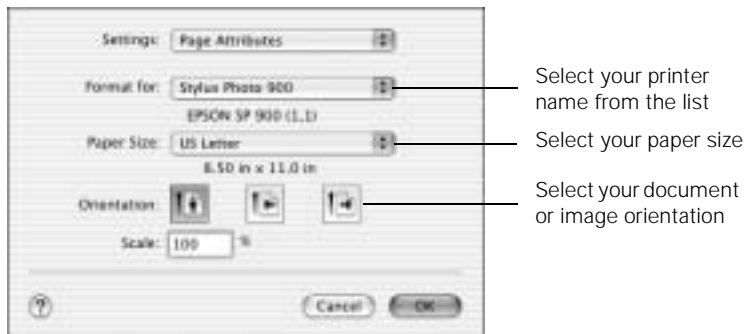 Settings: Page Attributes
Format for: Stylus Photo 900
EPSON SP 900 (1,1)
Paper Size: US Letter
8.50 in x 11.0 in
Orientation:
Scale: 100 %
?
Cancel
OK
Select your printer
name from the list
Select your paper size
Select your document
or image orientation